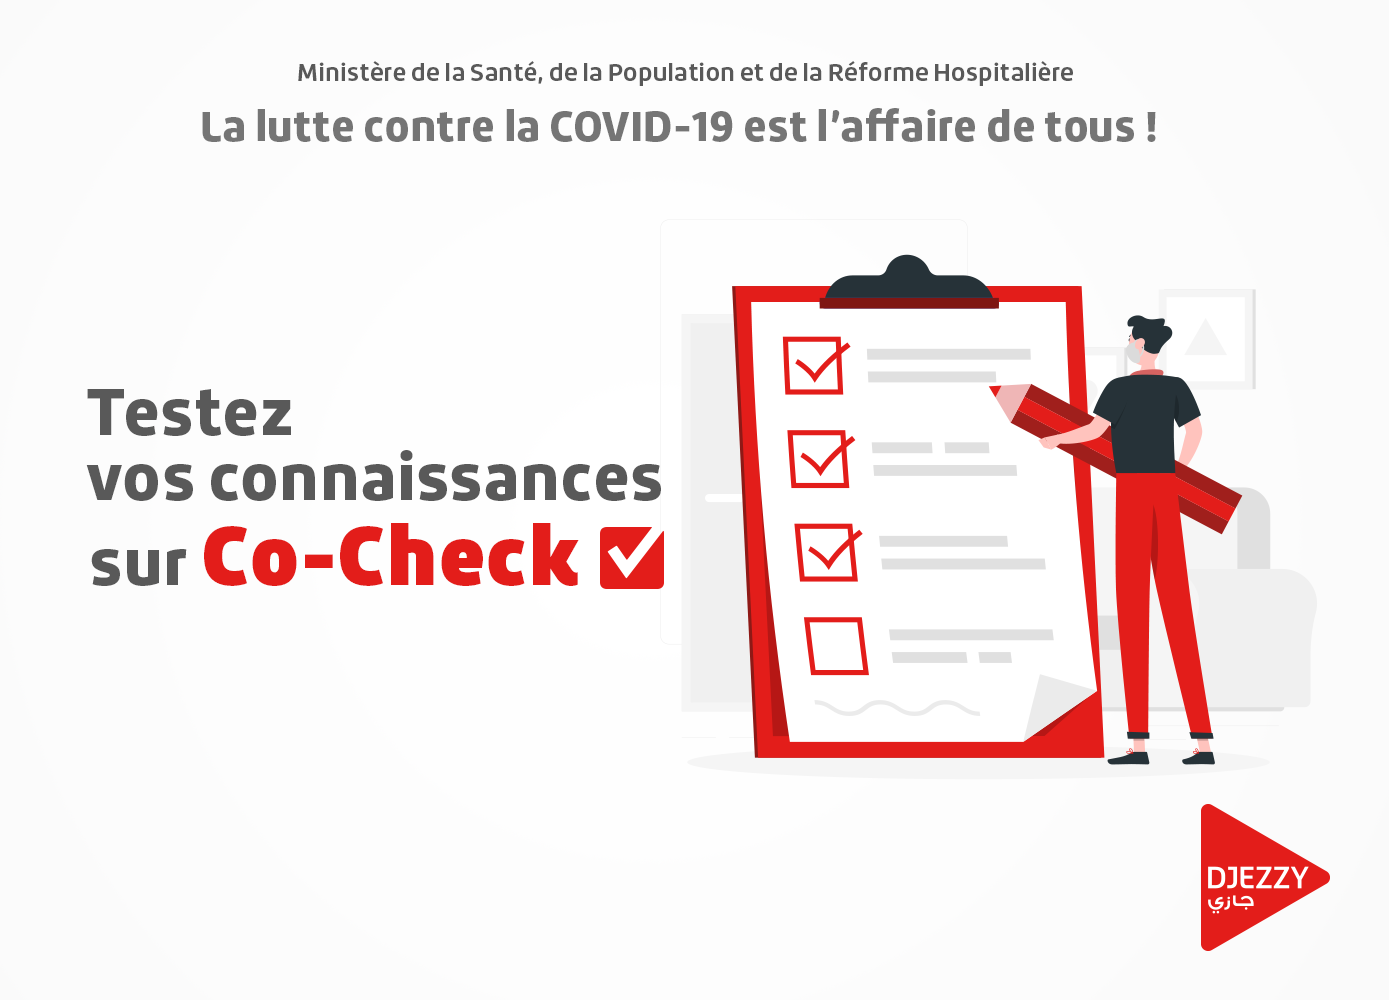 Ministère de la Santé, de la Population et de la Réforme Hospitalière
La lutte contre la COVID-19 est l'affaire de tous !
Testez
vos connaissances
sur Co-Check
DJEZZY
جازي